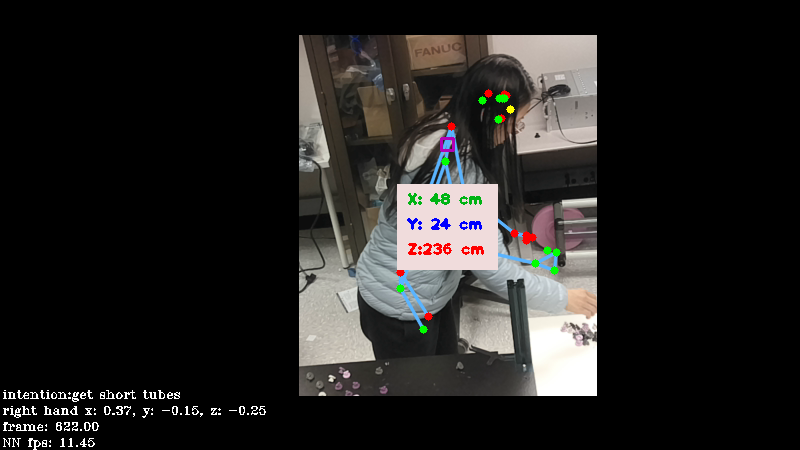 FANUC
X: 48 cm
Y: 24 cm
Z:236 cm
intention:get short tubes
right hand x: 0.37, y: -0.15, z: -0.25
frame: 622.00
NN fps: 11.45